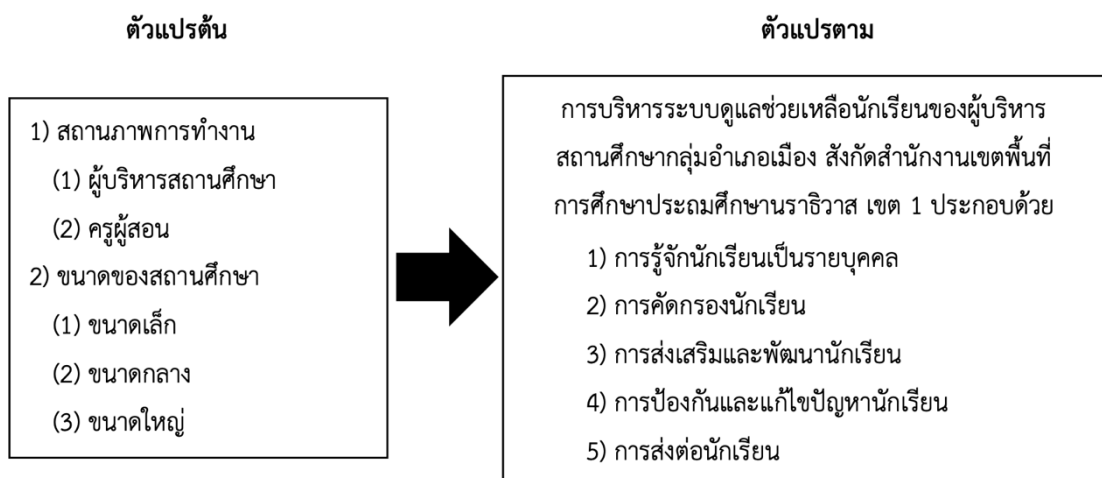 ตัวแปรต้น
1) สถานภาพการทำงาน
(1) ผู้บริหารสถานศึกษา
(2) ครูผู้สอน
2) ขนาดของสถานศึกษา
(1) ขนาดเล็ก
(2) ขนาดกลาง
(3) ขนาดใหญ่
ตัวแปรตาม
การบริหารระบบดูแลช่วยเหลือนักเรียนของผู้บริหาร
สถานศึกษากลุ่มอำเภอเมือง สังกัดสำนักงานเขตพื้นที่
การศึกษาประถมศึกษานราธิวาส เขต 1 ประกอบด้วย
1) การรู้จักนักเรียนเป็นรายบุคคล
2) การคัดกรองนักเรียน
3) การส่งเสริมและพัฒนานักเรียน
4) การป้องกันและแก้ไขปัญหานักเรียน
5) การส่งต่อนักเรียน